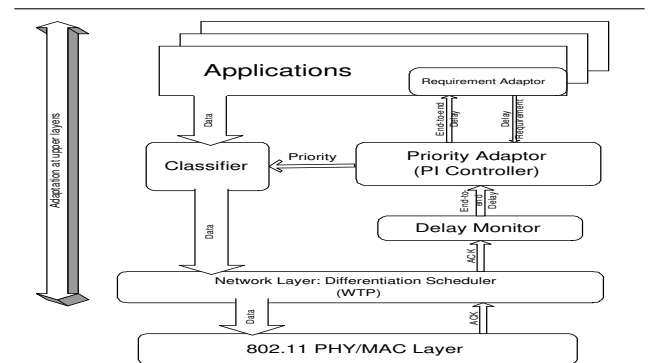 Applications
Requirement Adaptor
Adaptation at upper layers
Data
End-to-end
Delay
Delay
Requirement
Classifier
Priority
Priority Adaptor
(PI Controller)
Data
End-to-
end
Delay
Delay Monitor
ACK
Network Layer: Differentiation Scheduler
(WTP)
Data
ACK
802.11 PHY/MAC Layer